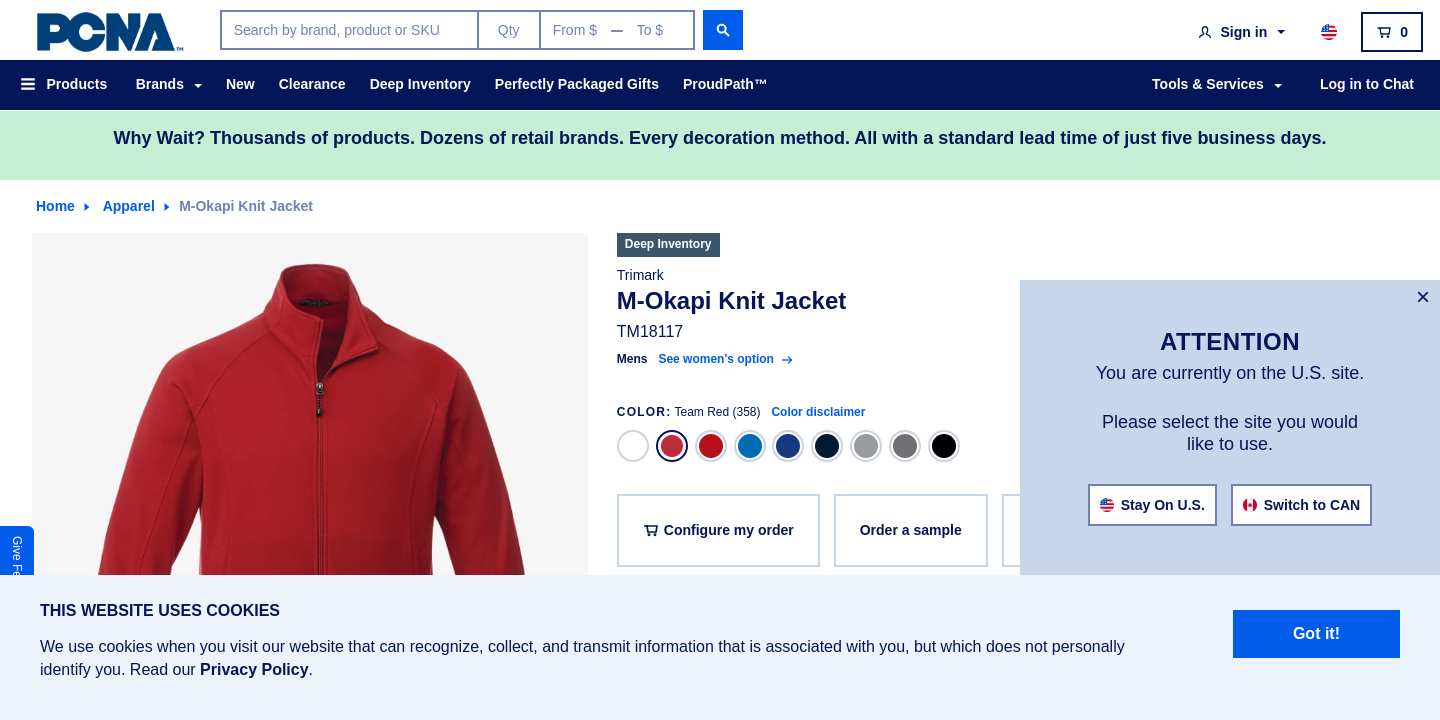 PCNA™
Search by brand, product or SKU
Qty
From $ — To $
Sign in
0
Products
Brands
New
Clearance
Deep Inventory
Perfectly Packaged Gifts
ProudPath™
Tools & Services
Log in to Chat
Why Wait? Thousands of products. Dozens of retail brands. Every decoration method. All with a standard lead time of just five business days.
Home
Apparel
M-Okapi Knit Jacket
Deep Inventory
Trimark
M-Okapi Knit Jacket
TM18117
Mens See women's option →
COLOR: Team Red (358) Color disclaimer
Configure my order
Order a sample
×
ATTENTION
You are currently on the U.S. site.
Please select the site you would
like to use.
Stay On U.S.
Switch to CAN
Give Fe
THIS WEBSITE USES COOKIES
We use cookies when you visit our website that can recognize, collect, and transmit information that is associated with you, but which does not personally
identify you. Read our Privacy Policy.
Got it!